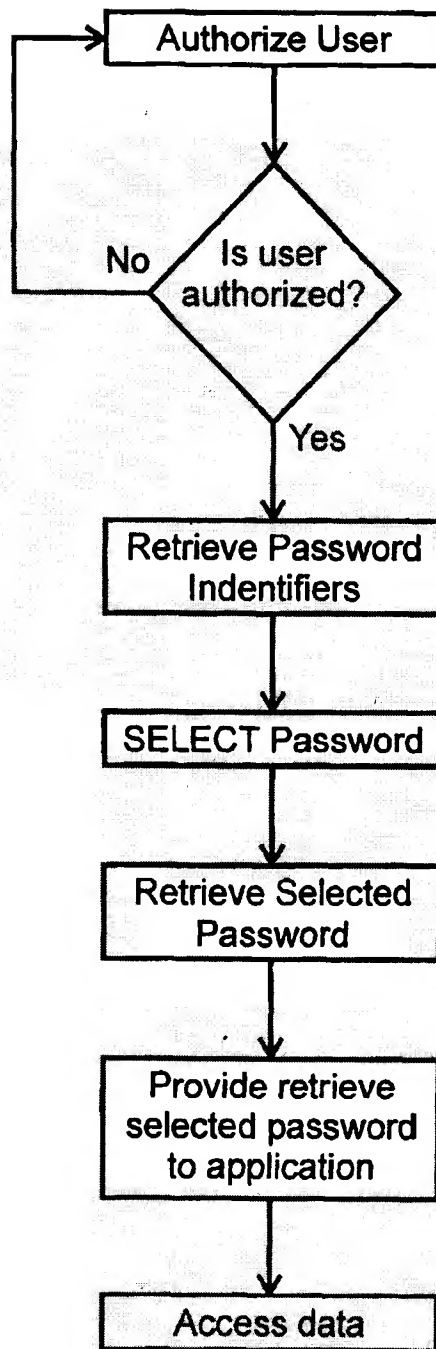 Authorize User
Is user
authorized?
No
Yes
Retrieve Password
Indentifiers
SELECT Password
Retrieve Selected
Password
Provide retrieve
selected password
to application
Access data